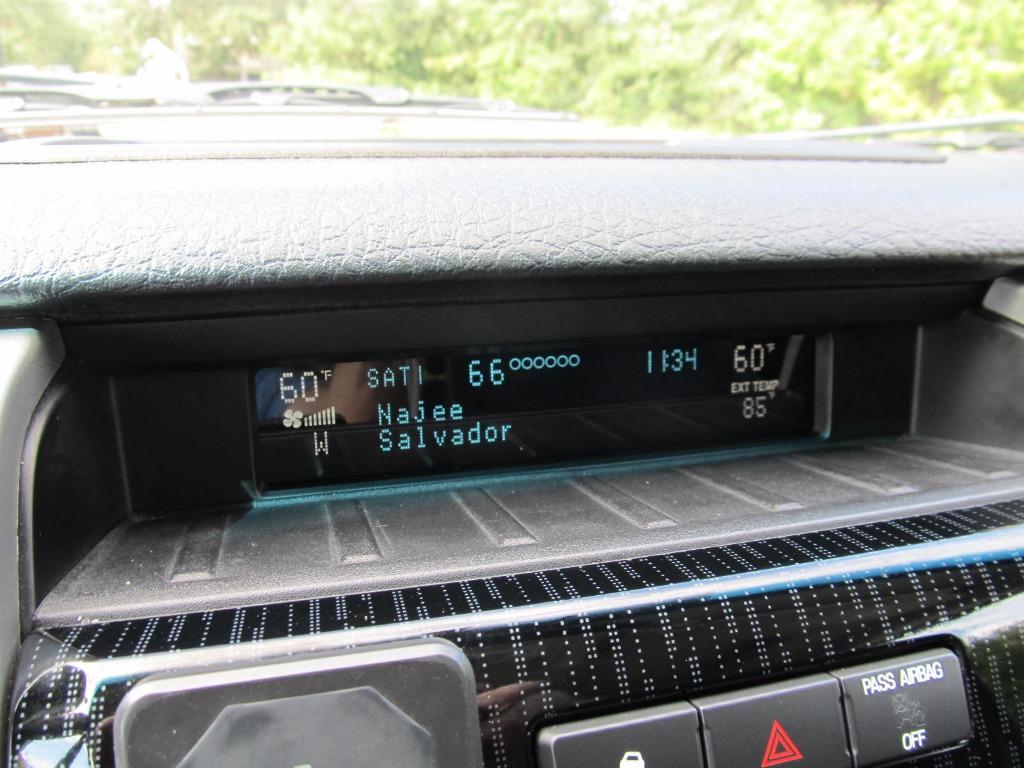 60°F SAT1 66°°°°°° 11:34 60°F
EXT TEMP
Najee 85°
W Salvador
PASS AIRBAG
OFF